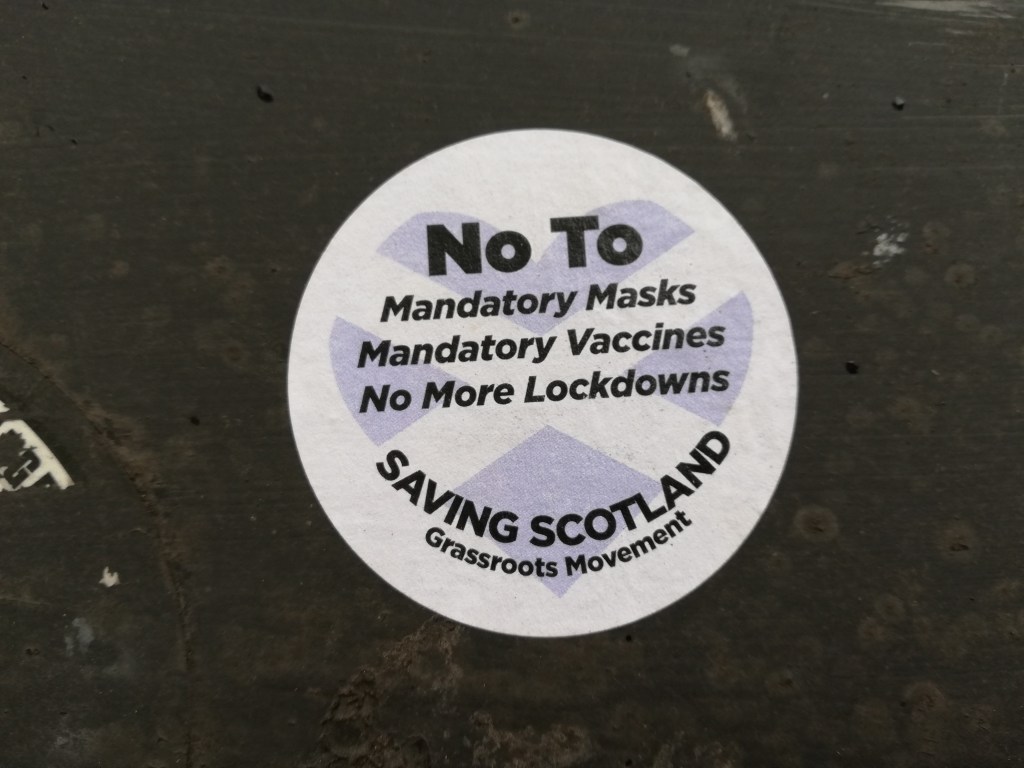 No To
Mandatory Masks
Mandatory Vaccines
No More Lockdowns
SAVING SCOTLAND
Grassroots Movement